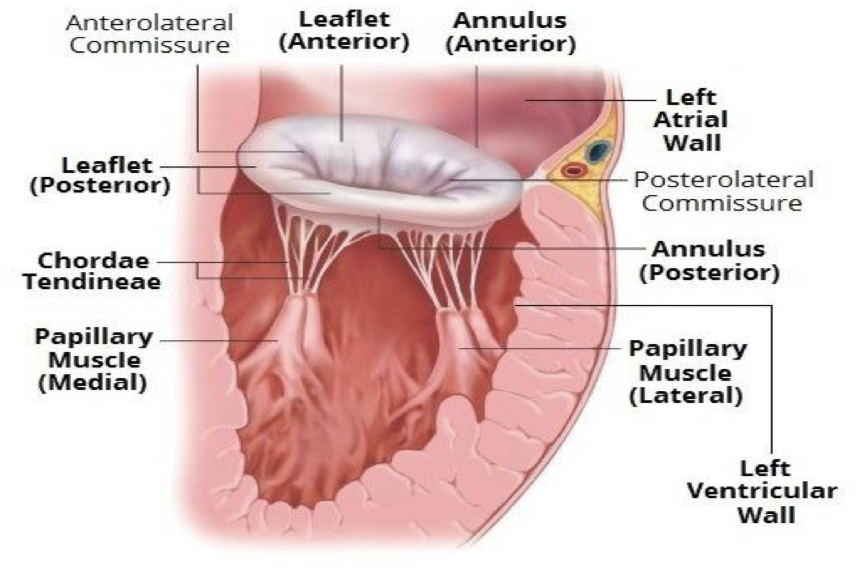 Anterolateral
Commissure
Leaflet
(Anterior)
Annulus
(Anterior)
Left
Atrial
Wall
Leaflet
(Posterior)
Posterolateral
Commissure
Annulus
(Posterior)
Chordae
Tendineae
Papillary
Muscle
(Medial)
Papillary
Muscle
(Lateral)
Left
Ventricular
Wall